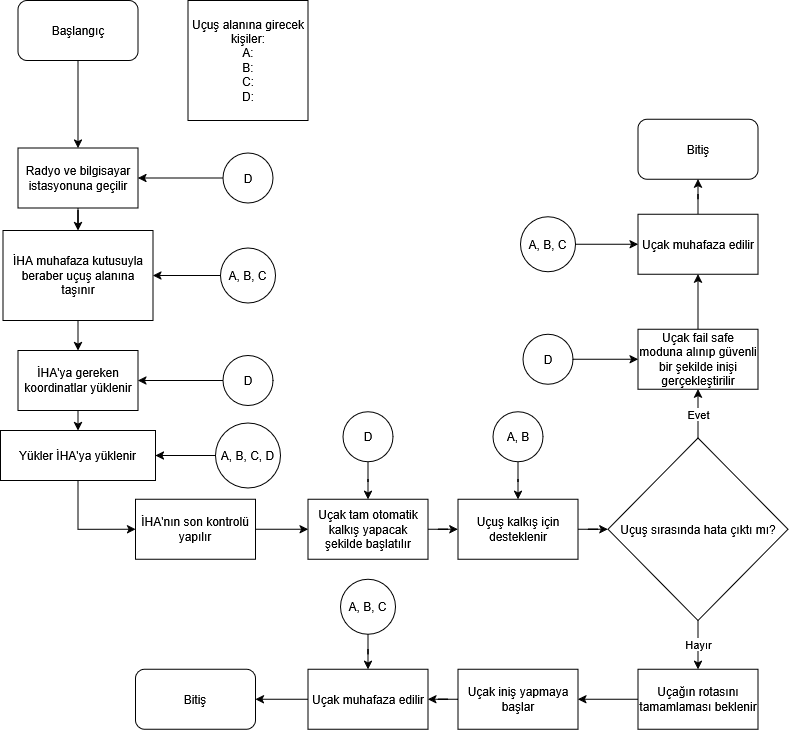 Başlangıç
Uçuş alanına girecek
kişiler:
A:
B:
C:
D:
Radyo ve bilgisayar
istasyonuna geçilir
D
İHA muhafaza kutusuyla
beraber uçuş alanına
taşınır
A, B, C
İHA'ya gereken
koordinatlar yüklenir
D
Yükler İHA'ya yüklenir
A, B, C, D
İHA'nın son kontrolü
yapılır
D
Uçak tam otomatik
kalkış yapacak
şekilde başlatılır
A, B
Uçuş kalkış için
desteklenir
Uçuş sırasında hata çıktı mı?
Evet
Uçak fail safe
moduna alınıp güvenli
bir şekilde inişi
gerçekleştirilir
D
Uçak muhafaza edilir
A, B, C
Bitiş
Hayır
Uçağın rotasını
tamamlaması beklenir
Uçak iniş yapmaya
başlar
Uçak muhafaza edilir
A, B, C
Bitiş